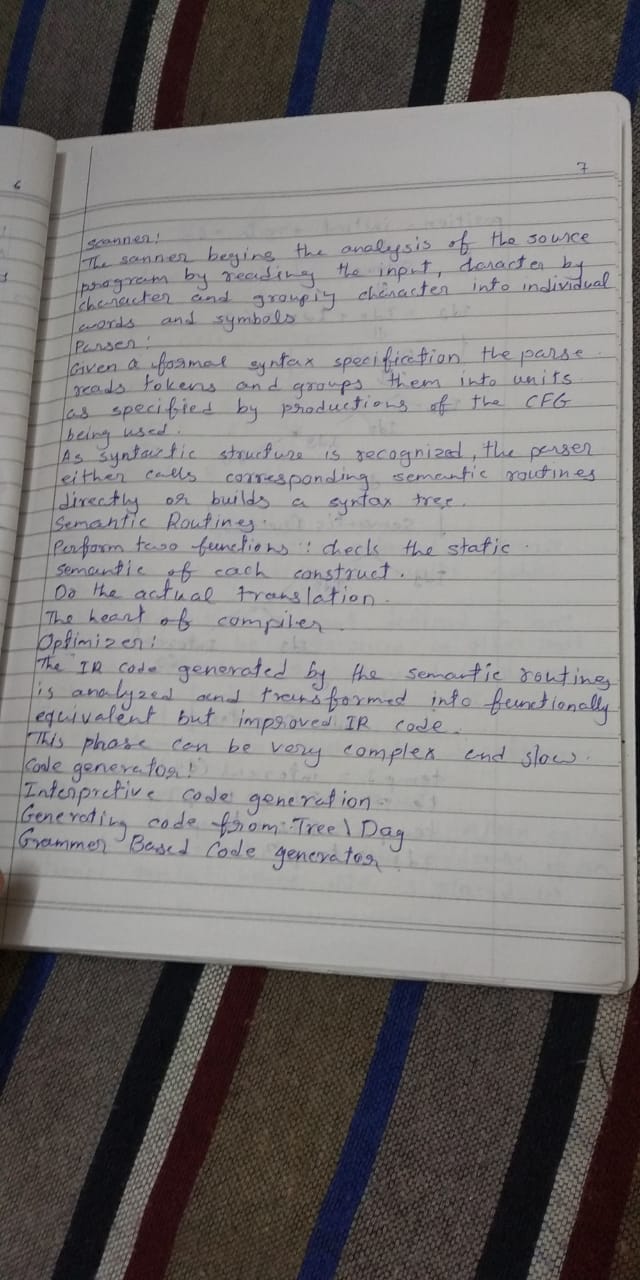 7
6
scanner:
The sanner begins the analysis of the source
program by reading the input, character by
character and groupiy character into individual
words and symbols
Parser:
Given a formal syntax specification the parse
reads tokens and groups them into units
as specified by productions of the CFG
being used.
As syntactic structure is recognized, the parser
either calls corresponding semantic routines
directly or builds a syntax tree.
Semantic Routines.
Perform two functions: check the static
semantic of each construct.
Do the actual translation.
The heart of compiler.
Optimizer:
The IR code generated by the semantic routines
is analyzed and transformed into functionally
equivalent but improved IR code.
This phase can be very complex and slow.
Code generator:
Interprtive code generation.
Generating code from Tree\Dag
Grammer Based Code generator